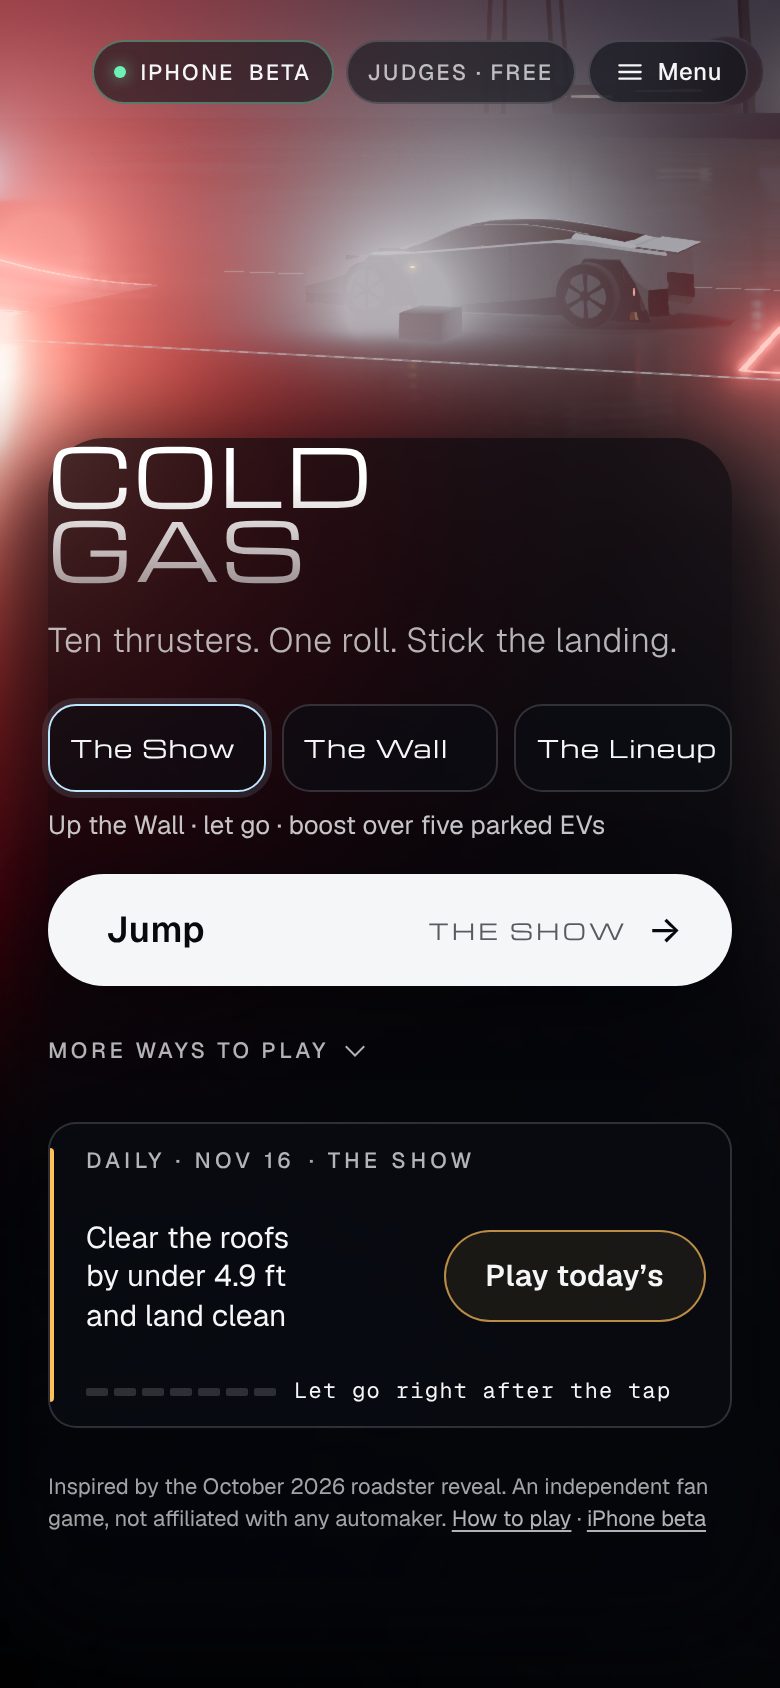 IPHONE BETA
JUDGES · FREE
Menu
COLD
GAS
Ten thrusters. One roll. Stick the landing.
The Show
The Wall
The Lineup
Up the Wall · let go · boost over five parked EVs
Jump
THE SHOW
MORE WAYS TO PLAY
DAILY · NOV 16 · THE SHOW
Clear the roofs
by under 4.9 ft
and land clean
Play today’s
Let go right after the tap
Inspired by the October 2026 roadster reveal. An independent fan
game, not affiliated with any automaker. How to play · iPhone beta